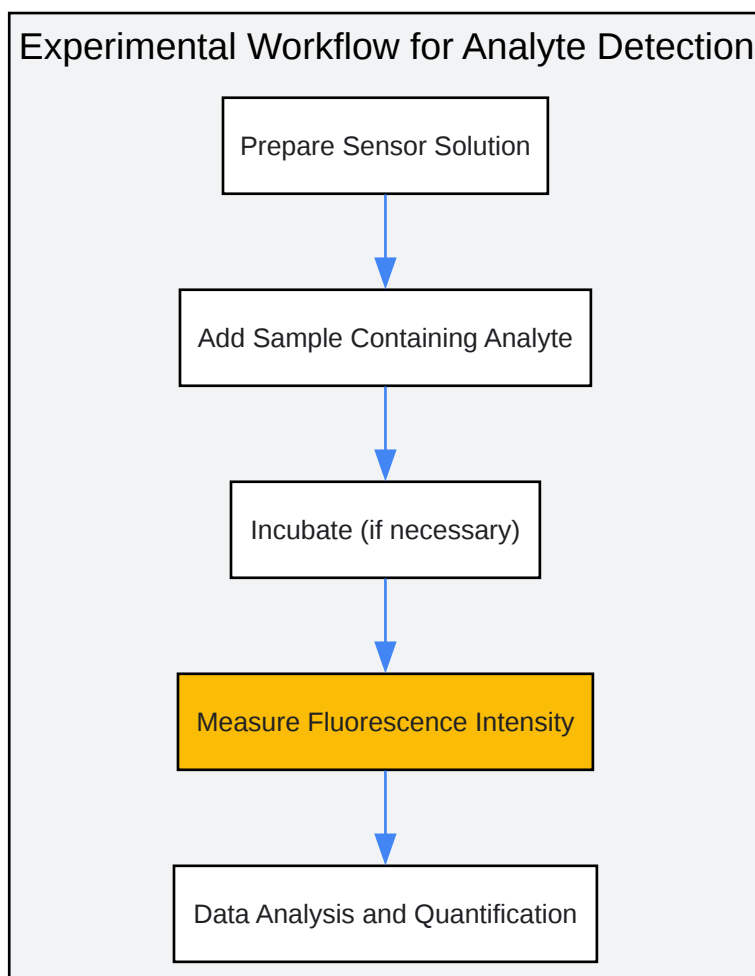 Experimental Workflow for Analyte Detection
Prepare Sensor Solution
Add Sample Containing Analyte
Incubate (if necessary)
Measure Fluorescence Intensity
Data Analysis and Quantification